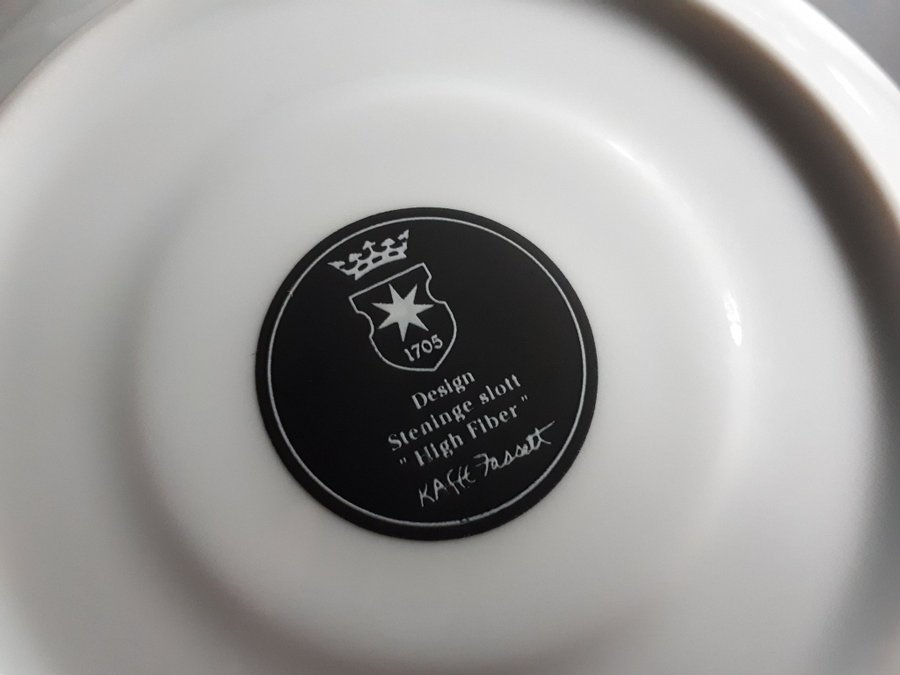 1705
Design
Steninge slott
"High Fiber"
Kaffe Fassett